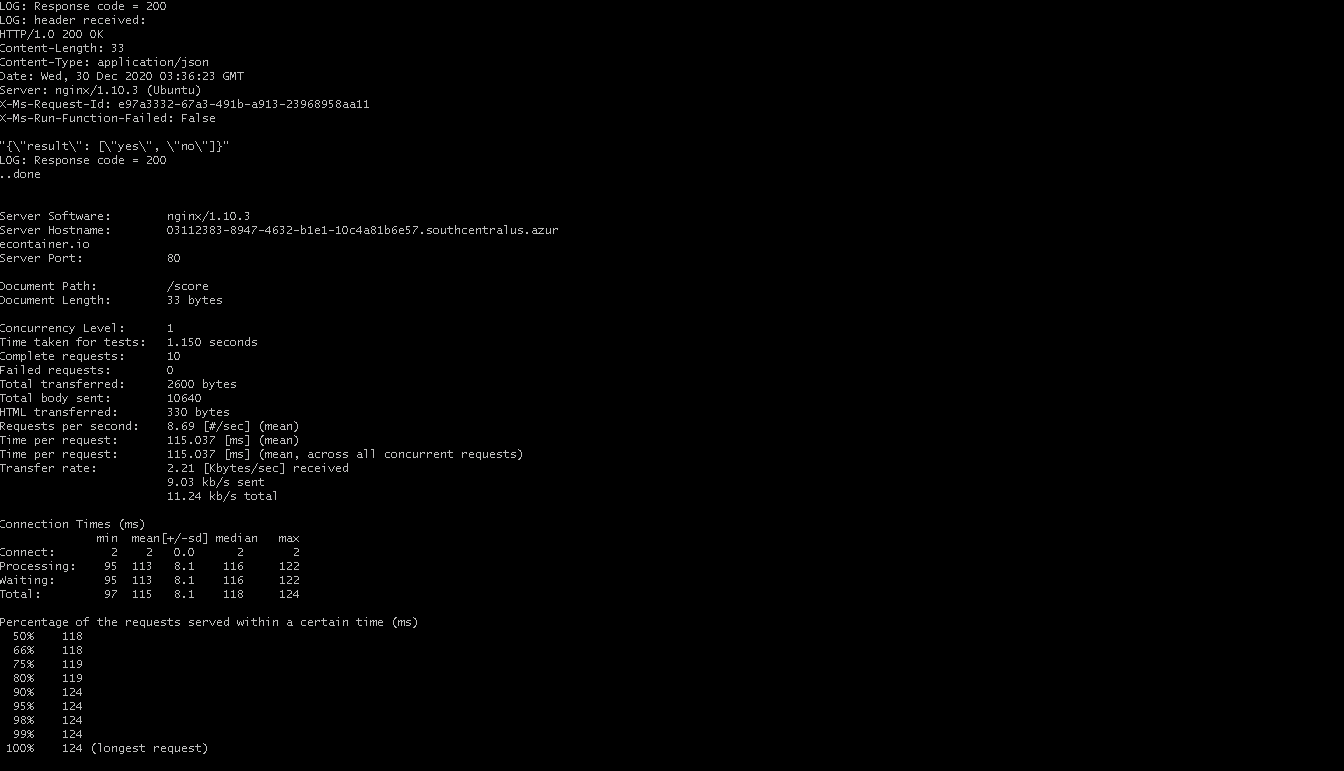 LOG: Response code = 200
LOG: header received:
HTTP/1.0 200 OK
Content-Length: 33
Content-Type: application/json
Date: Wed, 30 Dec 2020 03:36:23 GMT
Server: nginx/1.10.3 (Ubuntu)
X-Ms-Request-Id: e97a3332-67a3-491b-a913-23968958aa11
X-Ms-Run-Function-Failed: False
"{\"result\": [\"yes\", \"no\"]}"
LOG: Response code = 200
..done
Server Software:        nginx/1.10.3
Server Hostname:        03112383-8947-4632-b1e1-10c4a81b6e57.southcentralus.azur
econtainer.io
Server Port:            80
Document Path:          /score
Document Length:        33 bytes
Concurrency Level:      1
Time taken for tests:   1.150 seconds
Complete requests:      10
Failed requests:        0
Total transferred:      2600 bytes
Total body sent:        10640
HTML transferred:       330 bytes
Requests per second:    8.69 [#/sec] (mean)
Time per request:       115.037 [ms] (mean)
Time per request:       115.037 [ms] (mean, across all concurrent requests)
Transfer rate:          2.21 [Kbytes/sec] received
                        9.03 kb/s sent
                        11.24 kb/s total
Connection Times (ms)
              min  mean[+/-sd] median   max
Connect:        2    2   0.0      2       2
Processing:    95  113   8.1    116     122
Waiting:       95  113   8.1    116     122
Total:         97  115   8.1    118     124
Percentage of the requests served within a certain time (ms)
  50%    118
  66%    118
  75%    119
  80%    119
  90%    124
  95%    124
  98%    124
  99%    124
 100%    124 (longest request)